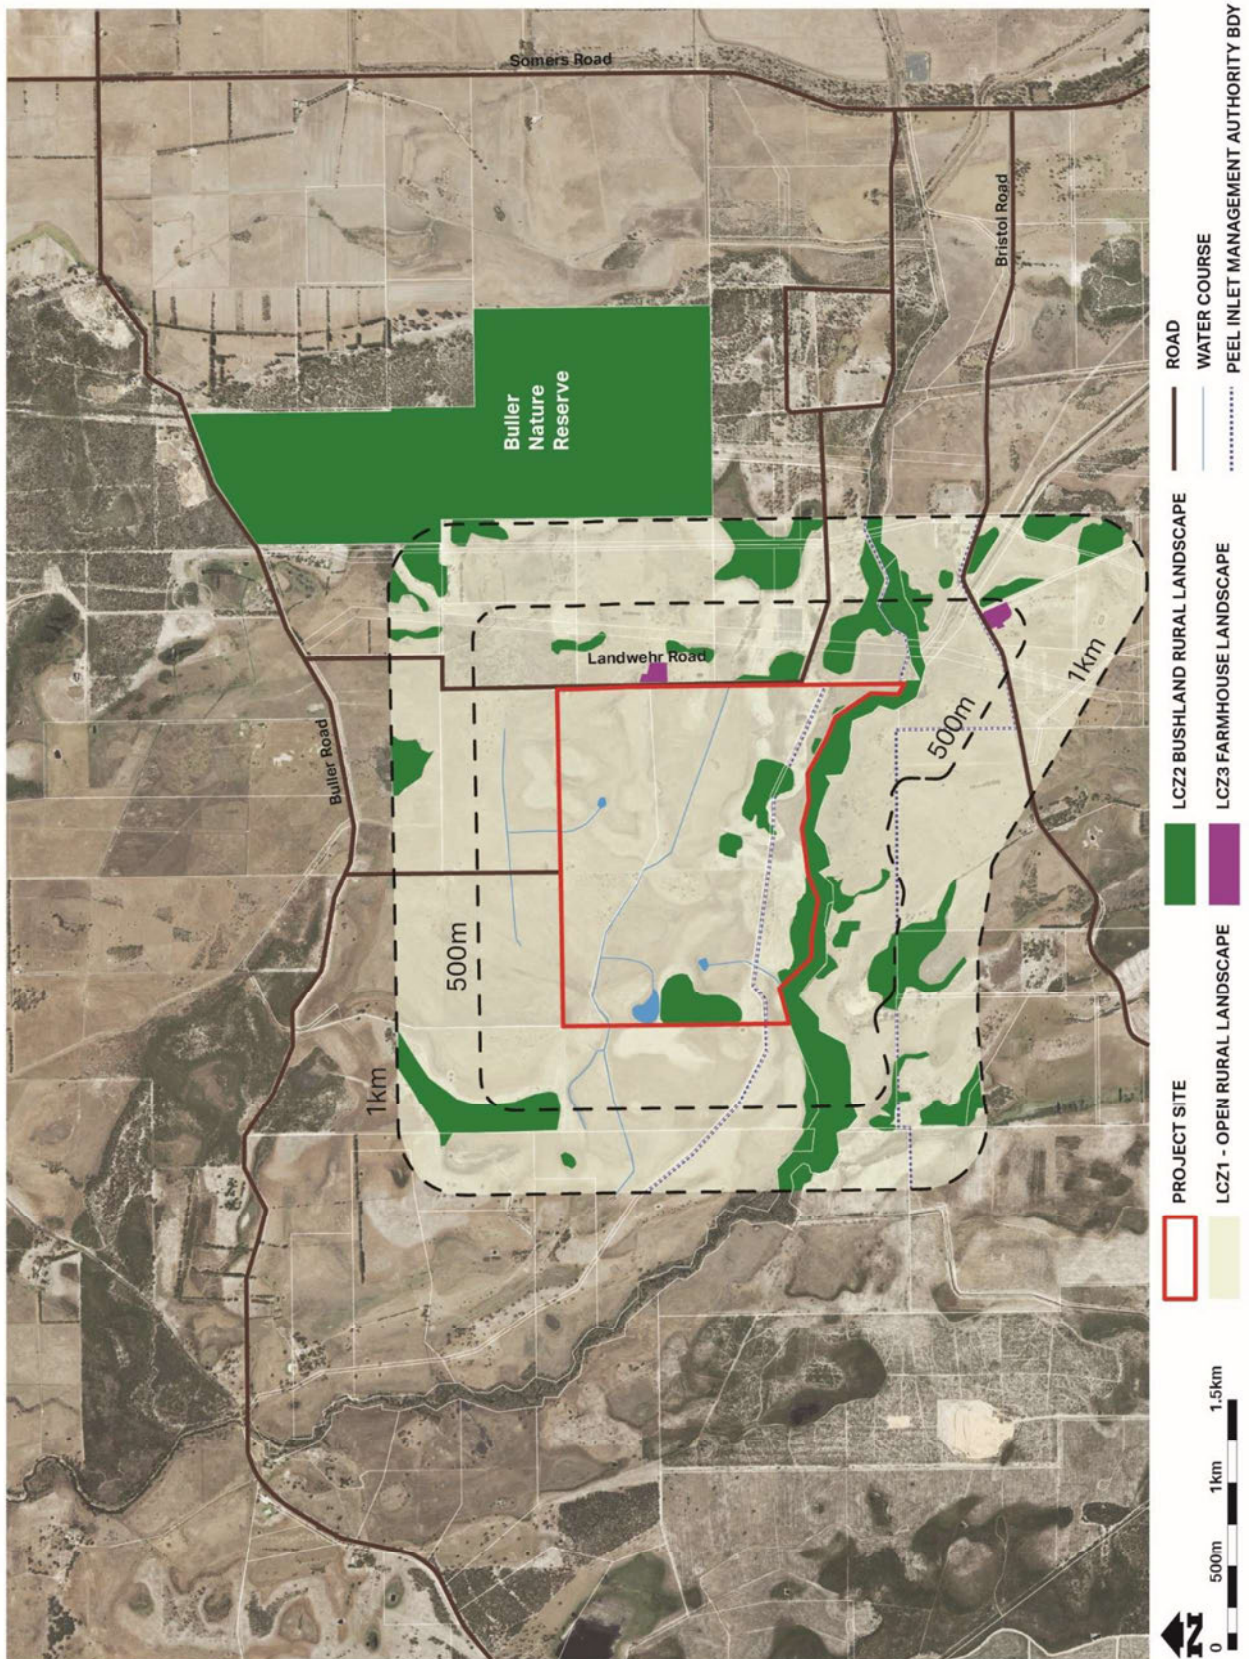 Somers Road
Bristol Road
Buller
Nature
Reserve
Landwehr Road
Buller Road
500m
1km
500m
1km
PROJECT SITE
LCZ1 - OPEN RURAL LANDSCAPE
LCZ2 BUSHLAND RURAL LANDSCAPE
LCZ3 FARMHOUSE LANDSCAPE
ROAD
WATER COURSE
PEEL INLET MANAGEMENT AUTHORITY BDY
N
0 500m 1km 1.5km